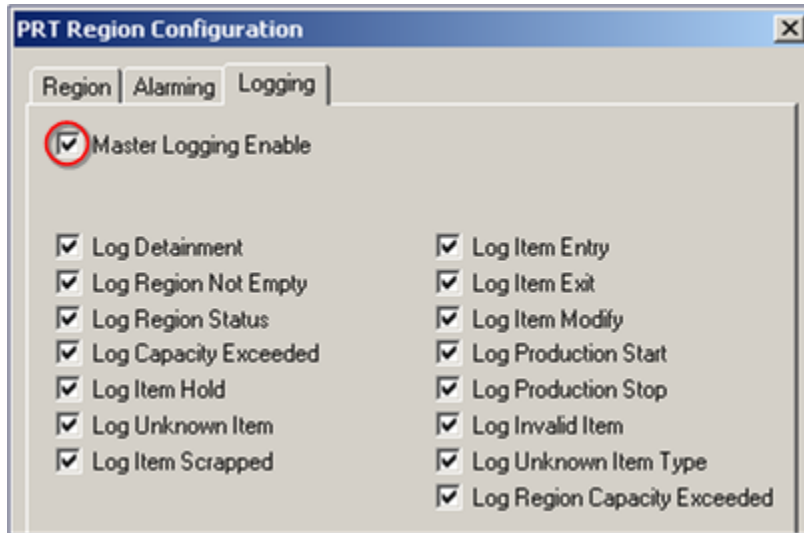 PRT Region Configuration
Region Alarming Logging
Master Logging Enable
Log Detainment
Log Region Not Empty
Log Region Status
Log Capacity Exceeded
Log Item Hold
Log Unknown Item
Log Item Scrapped
Log Item Entry
Log Item Exit
Log Item Modify
Log Production Start
Log Production Stop
Log Invalid Item
Log Unknown Item Type
Log Region Capacity Exceeded